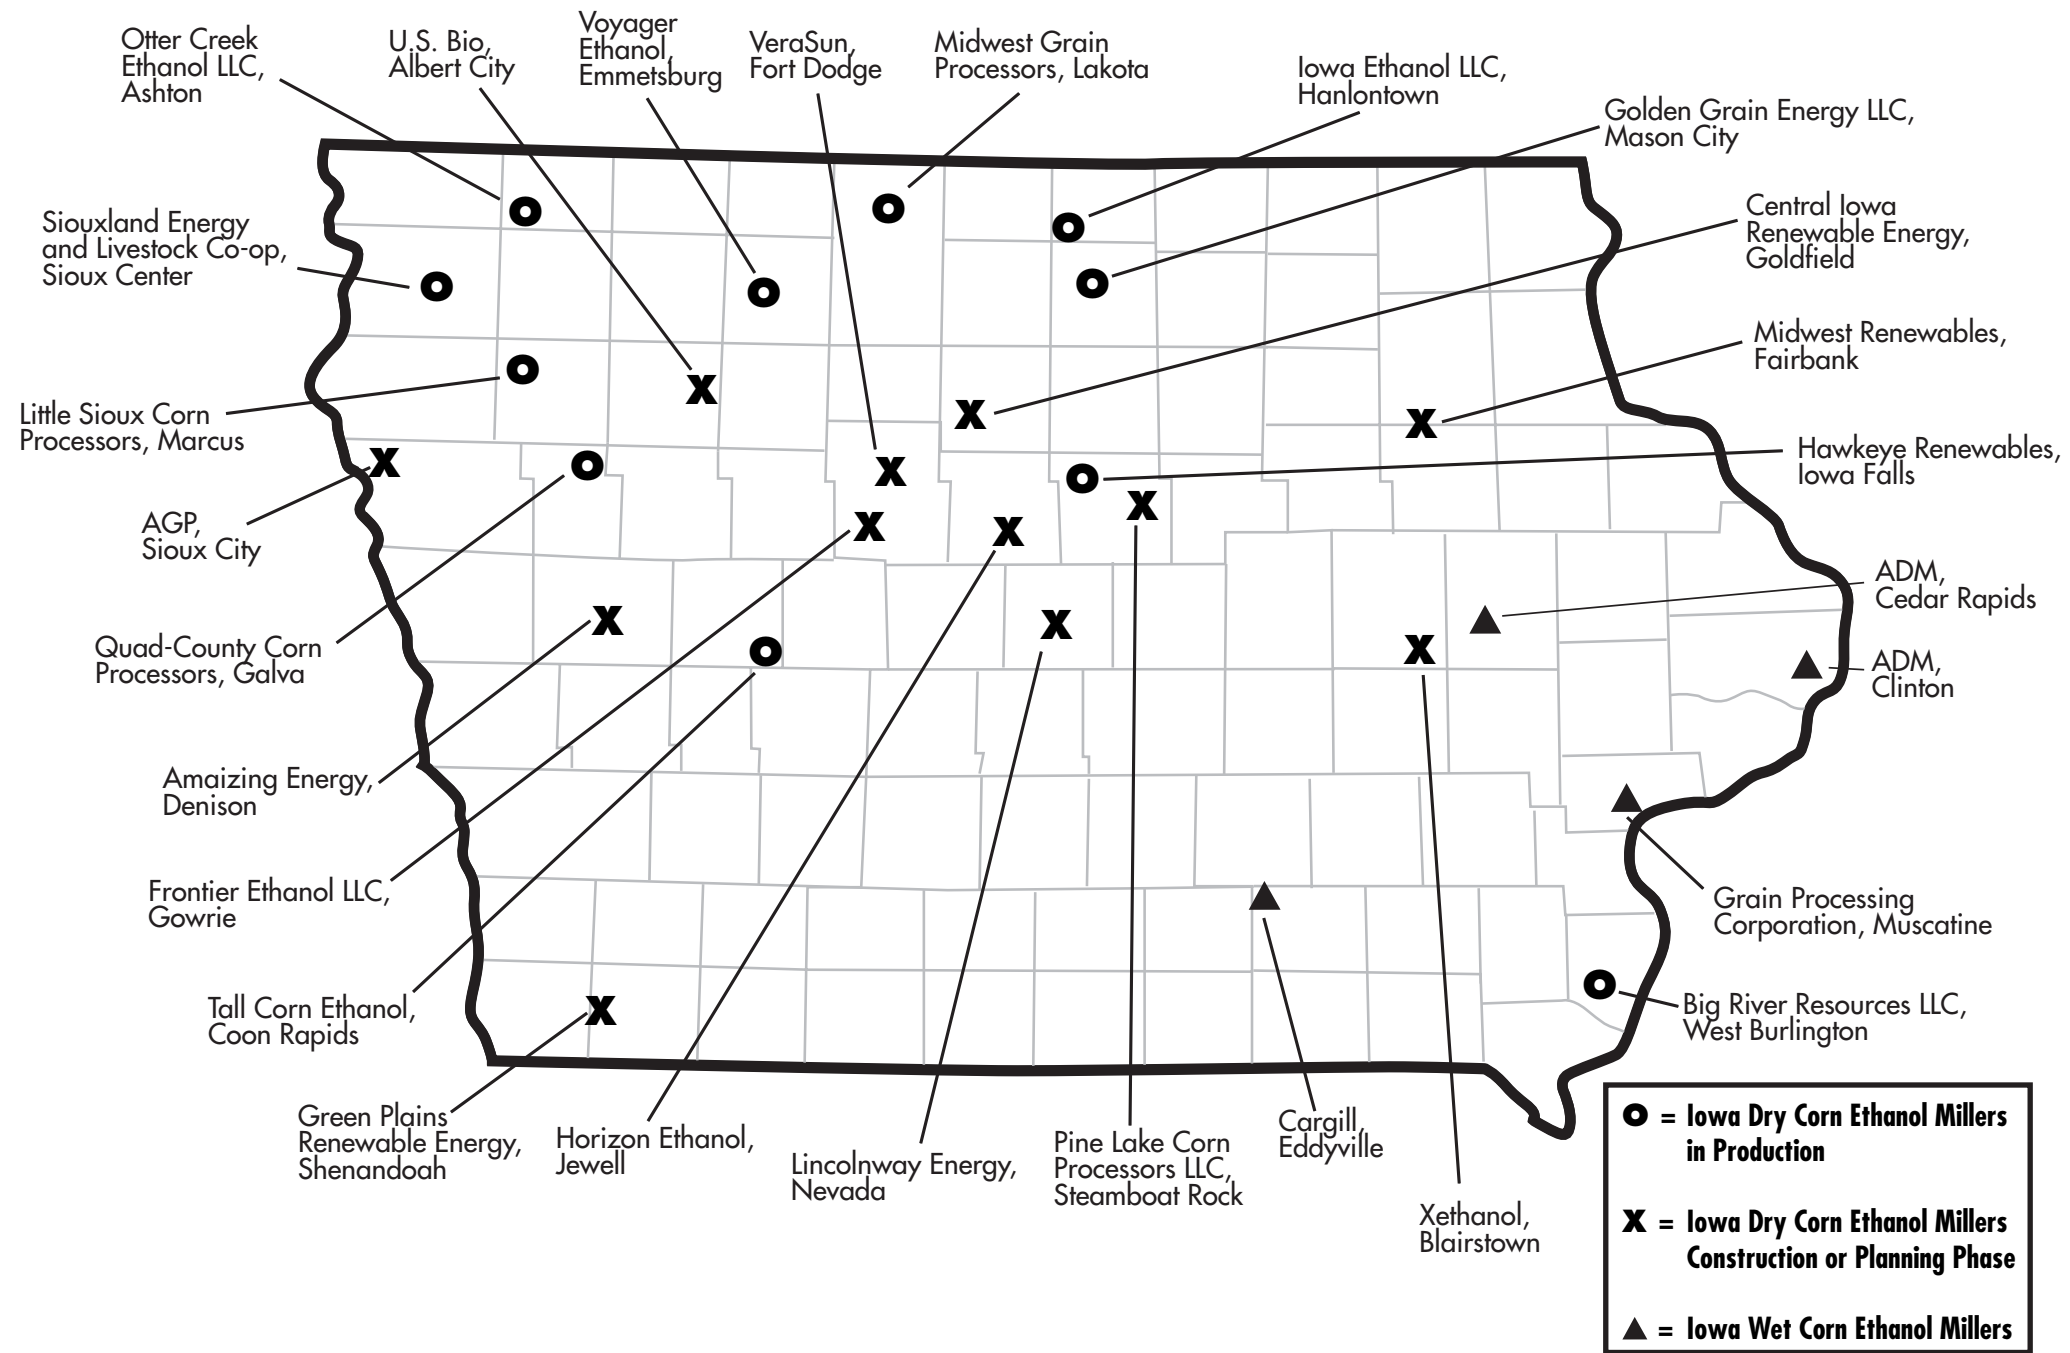 Otter Creek
Ethanol LLC,
Ashton
U.S. Bio,
Albert City
Voyager
Ethanol,
Emmetsburg
VeraSun,
Fort Dodge
Midwest Grain
Processors, Lakota
Iowa Ethanol LLC,
Hanlontown
Golden Grain Energy LLC,
Mason City
Siouxland Energy
and Livestock Co-op,
Sioux Center
Central Iowa
Renewable Energy,
Goldfield
Midwest Renewables,
Fairbank
Little Sioux Corn
Processors, Marcus
Hawkeye Renewables,
Iowa Falls
AGP,
Sioux City
ADM,
Cedar Rapids
Quad-County Corn
Processors, Galva
ADM,
Clinton
Amaizing Energy,
Denison
Frontier Ethanol LLC,
Gowrie
Grain Processing
Corporation, Muscatine
Tall Corn Ethanol,
Coon Rapids
Big River Resources LLC,
West Burlington
Green Plains
Renewable Energy,
Shenandoah
Horizon Ethanol,
Jewell
Lincolnway Energy,
Nevada
Pine Lake Corn
Processors LLC,
Steamboat Rock
Cargill,
Eddyville
Xethanol,
Blairstown
= Iowa Dry Corn Ethanol Millers
in Production
X = Iowa Dry Corn Ethanol Millers
Construction or Planning Phase
▲ = Iowa Wet Corn Ethanol Millers